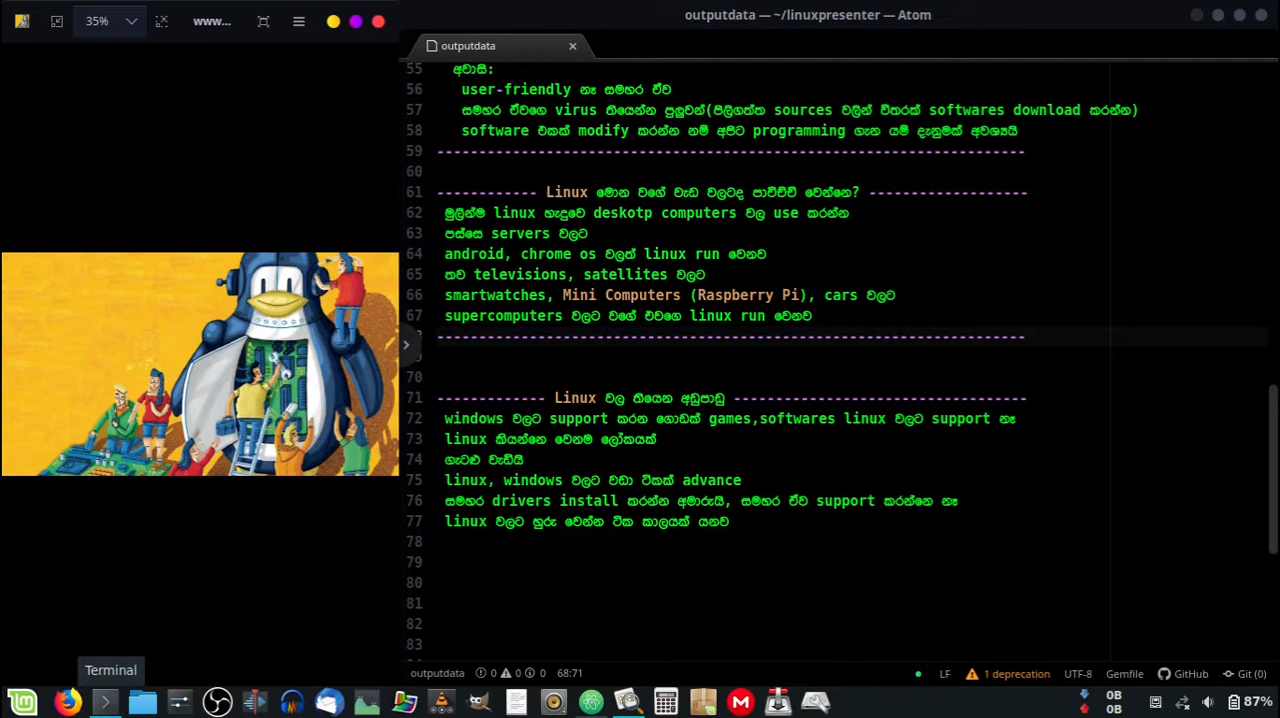 35%
www...
outputdata — ~/linuxpresenter — Atom
outputdata
55 අවාසි:
56 user-friendly නෑ සමහර ඒව
57 සමහර ඒවගෙ virus තියෙන්න පුලුවන්(පිලිගත්ත sources වලින් විතරක් softwares download කරන්න)
58 software එකක් modify කරන්න නම් අපිට programming ගැන යම් දැනුමක් අවශ්‍යයි
59 ----------------------------------------------------------------------
60
61 ------------ Linux මොන වගේ වැඩ වලටද පාවිච්චි වෙන්නෙ? -------------------
62 මුලින්ම linux හැදුවෙ deskotp computers වල use කරන්න
63 පස්සෙ servers වලට
64 android, chrome os වලත් linux run වෙනව
65 තව televisions, satellites වලට
66 smartwatches, Mini Computers (Raspberry Pi), cars වලට
67 supercomputers වලට වගේ එවගෙ linux run වෙනව
----------------------------------------------------------------------
70
71 ------------- Linux වල තියෙන අඩුපාඩු -----------------------------------
72 windows වලට support කරන ගොඩක් games,softwares linux වලට support නෑ
73 linux කියන්නෙ වෙනම ලෝකයක්
74 ගැටළු වැඩියි
75 linux, windows වලට වඩා ටිකක් advance
76 සමහර drivers install කරන්න අමාරුයි, සමහර ඒව support කරන්නෙ නෑ
77 linux වලට හුරු වෙන්න ටික කාලයක් යනව
78
79
80
81
82
83
Terminal
outputdata 0 0 0 68:71 LF 1 deprecation UTF-8 Gemfile GitHub Git (0)
0B
0B
87%